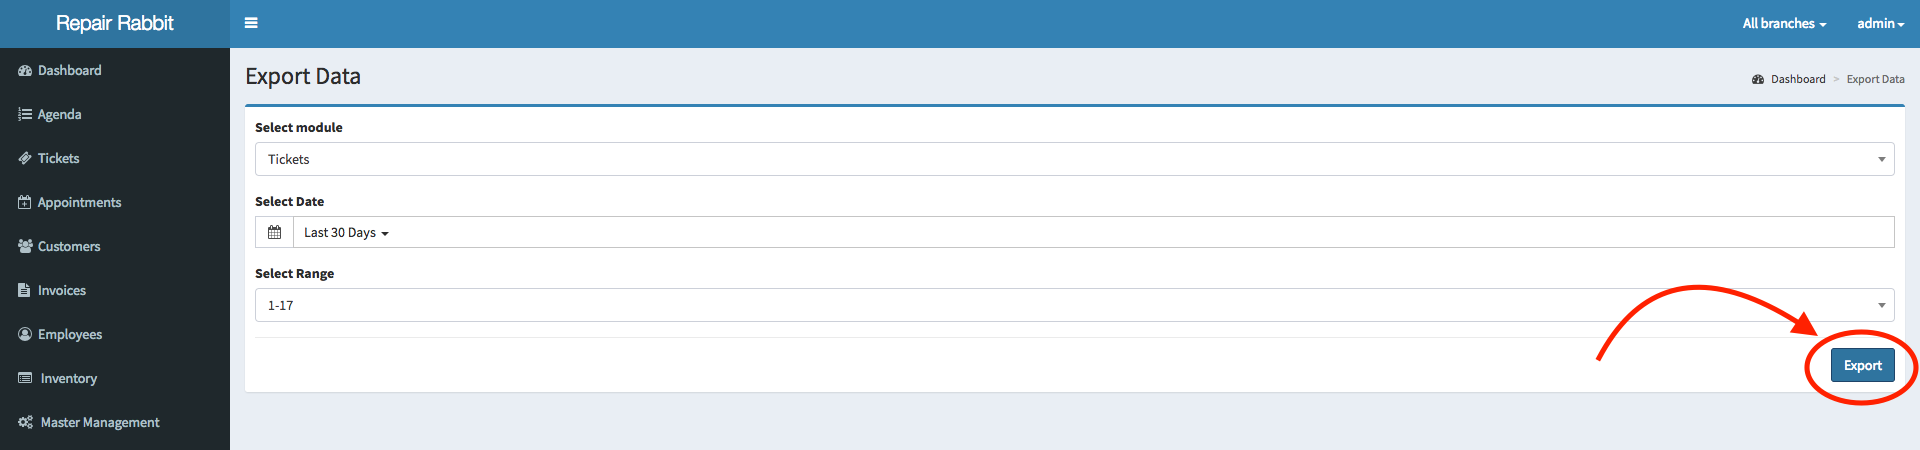 Repair Rabbit
All branches
admin
Dashboard
Agenda
Tickets
Appointments
Customers
Invoices
Employees
Inventory
Master Management
Export Data
Dashboard > Export Data
Select module
Tickets
Select Date
Last 30 Days
Select Range
1-17
Export